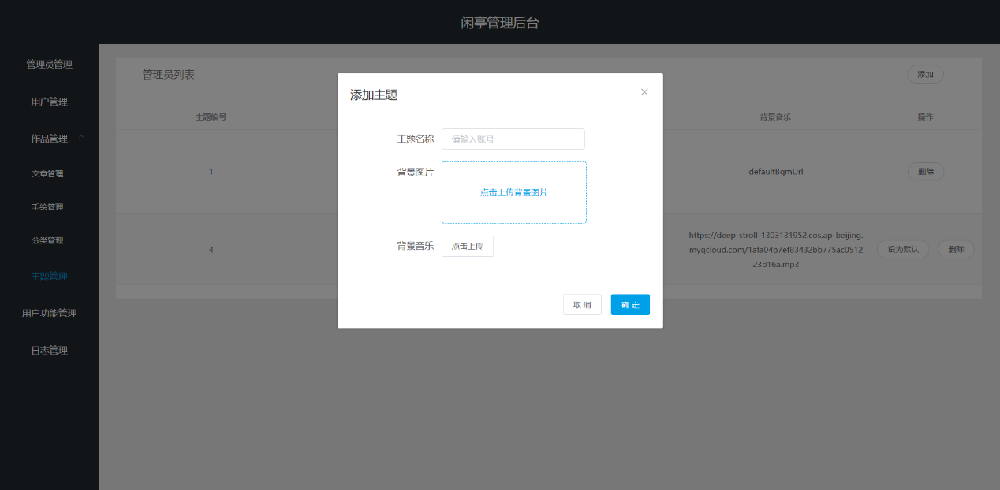 闲亭管理后台
管理员管理
用户管理
作品管理
文章管理
手绘管理
分类管理
主题管理
用户功能管理
日志管理
管理员列表
添加
主题编号
背景音乐
操作
1
defaultBgmUrl
删除
4
https://deep-stroll-1303131952.cos.ap-beijing.
myqcloud.com/1afa04b7ef83432bb775ac0512
23b16a.mp3
设为默认
删除
添加主题
主题名称
请输入账号
背景图片
点击上传背景图片
背景音乐
点击上传
取 消
确 定